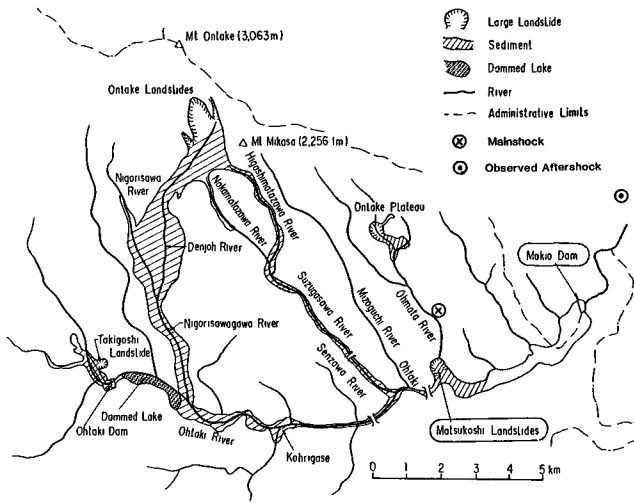 Large Landslide
Sediment
Dammed Lake
River
Administrative Limits
Mainshock
Observed Aftershock
Mt Ontake (3,063m)
Ontake Landslides
Mt Mikasa (2,256 1m)
Nigorisawa
River
Higashimatazawa River
Nakamatazawa River
Ontake Plateau
Denjoh River
Makio Dam
Suzugasawa River
Mizoguchi River
Ohmata River
Nigorisawagawa River
Takigoshi
Landslide
Senzawa River
Ohtaki
Dammed Lake
Ohtaki Dam
Ohtaki River
Kohrigase
Matsukoshi Landslides
0 1 2 3 4 5 km